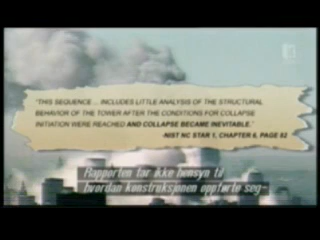 "THIS SEQUENCE... INCLUDES LITTLE ANALYSIS OF THE STRUCTURAL
BEHAVIOR OF THE TOWER AFTER THE CONDITIONS FOR COLLAPSE
INITIATION WERE REACHED AND COLLAPSE BECAME INEVITABLE."
-NIST NC STAR 1, CHAPTER 6, PAGE 82
Rapporten tar ikke hensyn til
hvordan konstruksjonen oppførte seg-